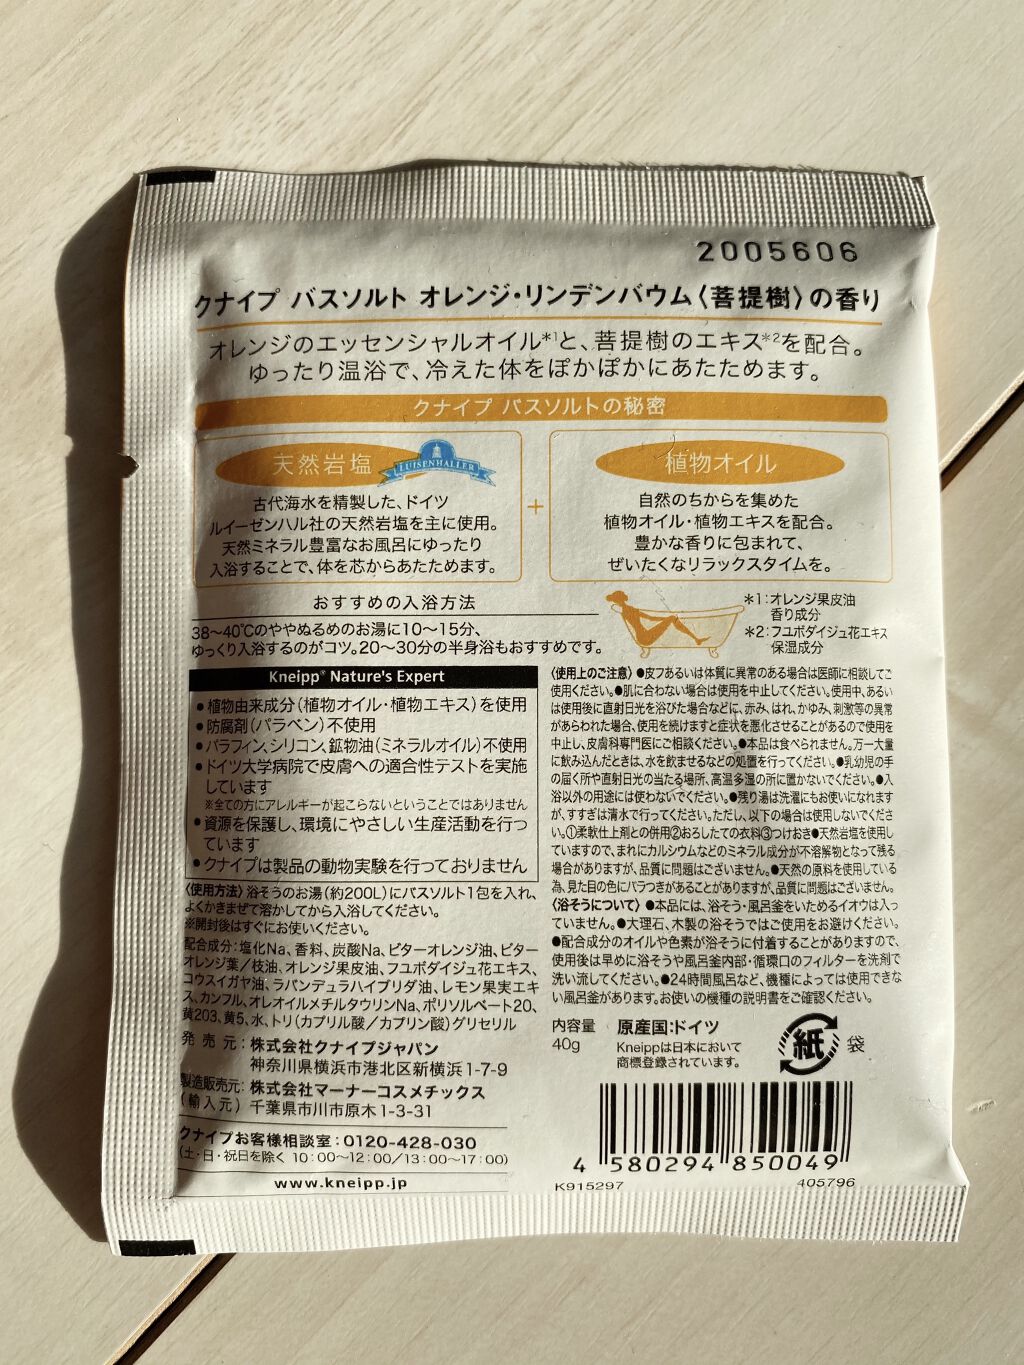 2005606
クナイプ バスソルト オレンジ・リンデンバウム〈菩提樹〉の香り
オレンジのエッセンシャルオイル*1と、菩提樹のエキス*2を配合。
ゆったり温浴で、冷えた体をぽかぽかにあたためます。
クナイプ バスソルトの秘密
天然岩塩
LUISENHALLER
古代海水を精製した、ドイツ
ルイーゼンハル社の天然岩塩を主に使用。
天然ミネラル豊富なお風呂にゆったり
入浴することで、体を芯からあたためます。
+
植物オイル
自然のちからを集めた
植物オイル・植物エキスを配合。
豊かな香りに包まれて、
ぜいたくなリラックスタイムを。
おすすめの入浴方法
38〜40℃のややぬるめのお湯に10〜15分、
ゆっくり入浴するのがコツ。20〜30分の半身浴もおすすめです。
*1:オレンジ果皮油
香り成分
*2:フユボダイジュ花エキス
保湿成分
Kneipp® Nature's Expert
●植物由来成分(植物オイル・植物エキス)を使用
●防腐剤(パラベン)不使用
●パラフィン、シリコン、鉱物油(ミネラルオイル)不使用
●ドイツ大学病院で皮膚への適合性テストを実施
しています
※全ての方にアレルギーが起こらないということではありません
●資源を保護し、環境にやさしい生産活動を行っ
ています
●クナイプは製品の動物実験を行っておりません
〈使用方法〉浴そうのお湯(約200L)にバスソルト1包を入れ、
よくかきまぜて溶かしてから入浴してください。
※開封後はすぐにお使いください。
配合成分:塩化Na、香料、炭酸Na、ビターオレンジ油、ビター
オレンジ葉/枝油、オレンジ果皮油、フユボダイジュ花エキス、
コウスイガヤ油、ラバンデュラハイブリダ油、レモン果実エキ
ス、カンフル、オレオイルメチルタウリンNa、ポリソルベート20、
黄203、黄5、水、トリ(カプリル酸/カプリン酸)グリセリル
発売元:株式会社クナイプジャパン
神奈川県横浜市港北区新横浜1-7-9
製造販売元:株式会社マーナーコスメチックス
(輸入元) 千葉県市川市原木1-3-31
クナイプお客様相談室:0120-428-030
(土・日・祝日を除く 10:00〜12:00/13:00〜17:00)
www.kneipp.jp
〈使用上のご注意〉●皮フあるいは体質に異常のある場合は医師に相談してご
使用ください。●肌に合わない場合は使用を中止してください。使用中、あるい
は使用後に直射日光を浴びた場合などに、赤み、はれ、かゆみ、刺激等の異常
があらわれた場合、使用を続けますと症状を悪化させることがあるので使用を
中止し、皮膚科専門医にご相談ください。●本品は食べられません。万一大量
に飲み込んだときは、水を飲ませるなどの処置を行ってください。●乳幼児の手
の届く所や直射日光の当たる場所、高温多湿の所に置かないでください。●入
浴以外の用途には使わないでください。●残り湯は洗濯にもお使いになれます
が、すすぎは清水で行ってください。ただし、以下の場合は使用しないでくださ
い。①柔軟仕上剤との併用②おろしたての衣料③つけおき●天然岩塩を使用し
ていますので、まれにカルシウムなどのミネラル成分が不溶解物となって残る
場合がありますが、品質に問題はございません。●天然の原料を使用している
為、見た目の色にバラつきがあることがありますが、品質に問題はございません。
〈浴そうについて〉●本品には、浴そう・風呂釜をいためるイオウは入っ
ていません。●大理石、木製の浴そうではご使用をお避けください。
●配合成分のオイルや色素が浴そうに付着することがありますので、
使用後は早めに浴そうや風呂釜内部・循環口のフィルターを洗剤で
洗い流してください。●24時間風呂など、機種によっては使用できな
い風呂釜があります。お使いの機種の説明書をご確認ください。
内容量
40g
原産国:ドイツ
Kneippは日本において
商標登録されています。
紙 袋
4 580294 850049
K915297
405796